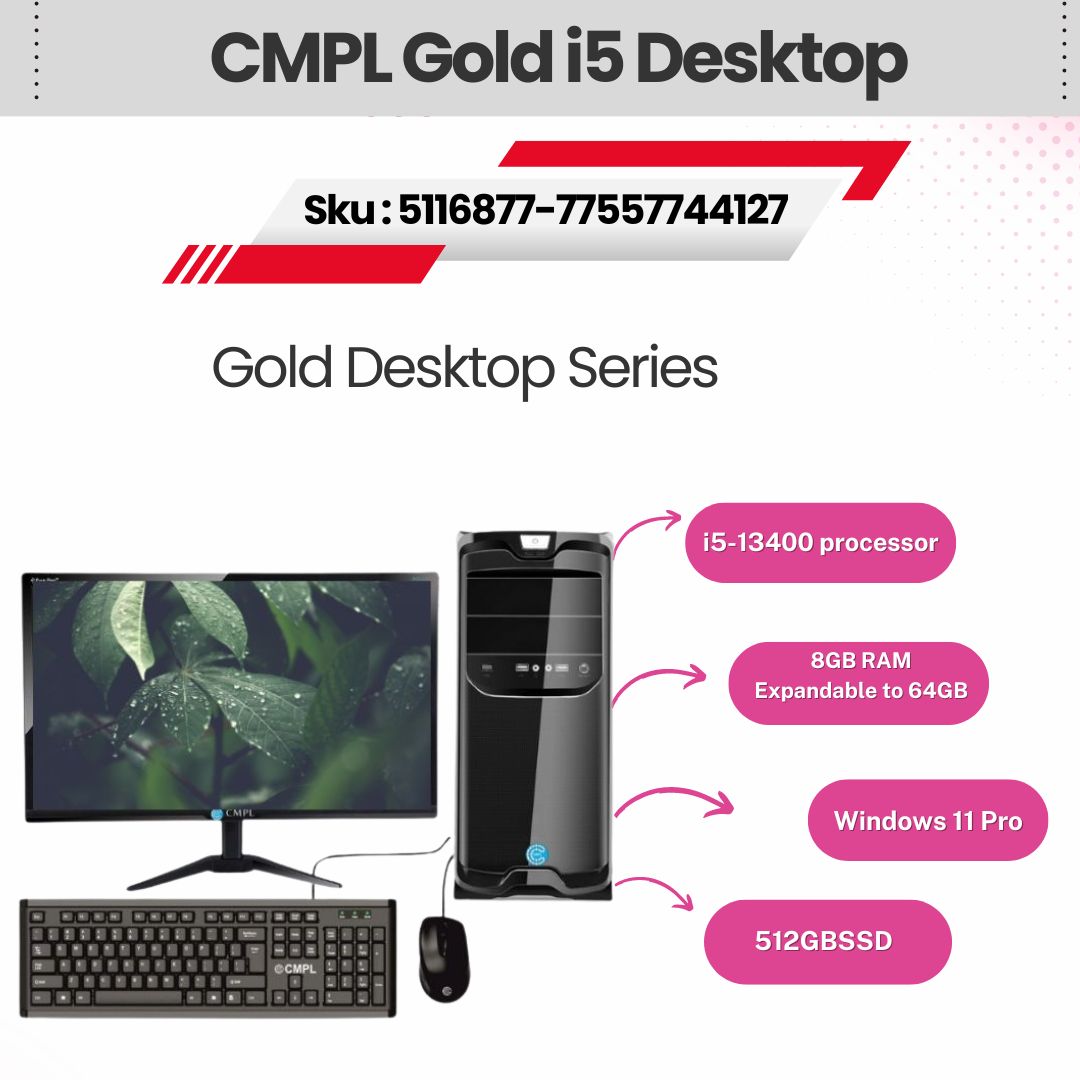 CMPL Gold i5 Desktop
Sku : 5116877-77557744127
Gold Desktop Series
i5-13400 processor
8GB RAM
Expandable to 64GB
Windows 11 Pro
512GBSSD
CMPL
©CMPL